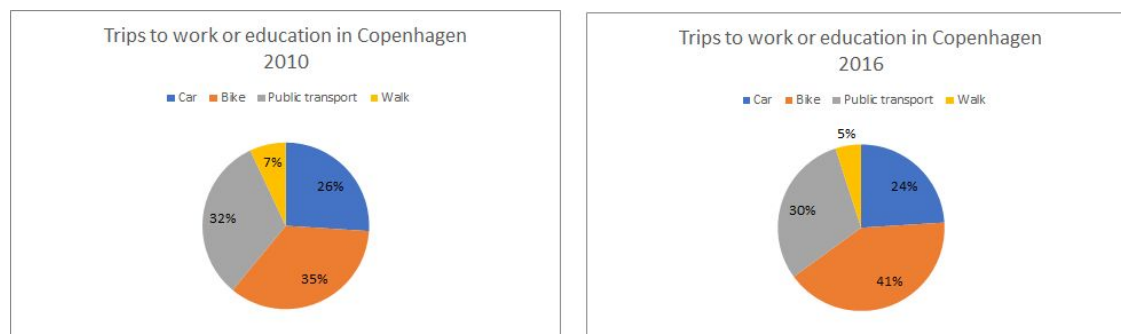 Trips to work or education in Copenhagen
2010
Car Bike Public transport Walk
7%
26%
32%
35%
Trips to work or education in Copenhagen
2016
Car Bike Public transport Walk
5%
24%
30%
41%